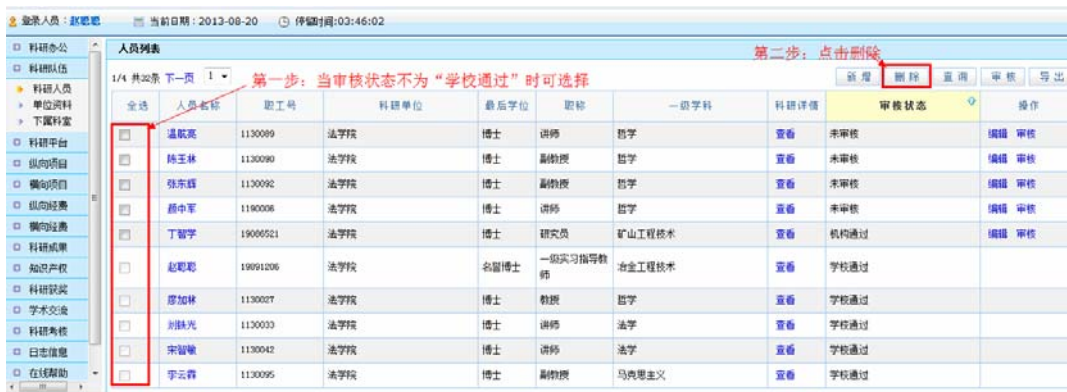 登录人员：赵聪聪 当前日期：2013-08-20 停留时间:03:46:02
科研办公
科研队伍
科研人员
单位资料
下属科室
科研平台
纵向项目
横向项目
纵向经费
横向经费
科研成果
知识产权
科研获奖
学术交流
科研考核
日志信息
在线帮助
人员列表
第二步：点击删除
1/4 共32条 下一页 1 第一步：当审核状态不为“学校通过”时可选择
新增 删除 查询 审核 导出
全选 人员名称 职工号 科研单位 最后学位 职称 一级学科 科研详情 审核状态 操作
温航亮 1130089 法学院 博士 讲师 哲学 查看 未审核 编辑 审核
陈玉林 1130090 法学院 博士 副教授 哲学 查看 未审核 编辑 审核
张东辉 1130092 法学院 博士 副教授 哲学 查看 未审核 编辑 审核
颜中军 1190006 法学院 博士 讲师 哲学 查看 未审核 编辑 审核
丁智学 19006521 法学院 博士 研究员 矿山工程技术 查看 机构通过 编辑 审核
赵聪聪 19091206 法学院 名誉博士 一级实习指导教师 冶金工程技术 查看 学校通过
廖加林 1130027 法学院 博士 教授 哲学 查看 学校通过
刘铁光 1130033 法学院 博士 讲师 法学 查看 学校通过
宋智敏 1130042 法学院 博士 讲师 法学 查看 学校通过
李云霖 1130095 法学院 博士 副教授 马克思主义 查看 学校通过